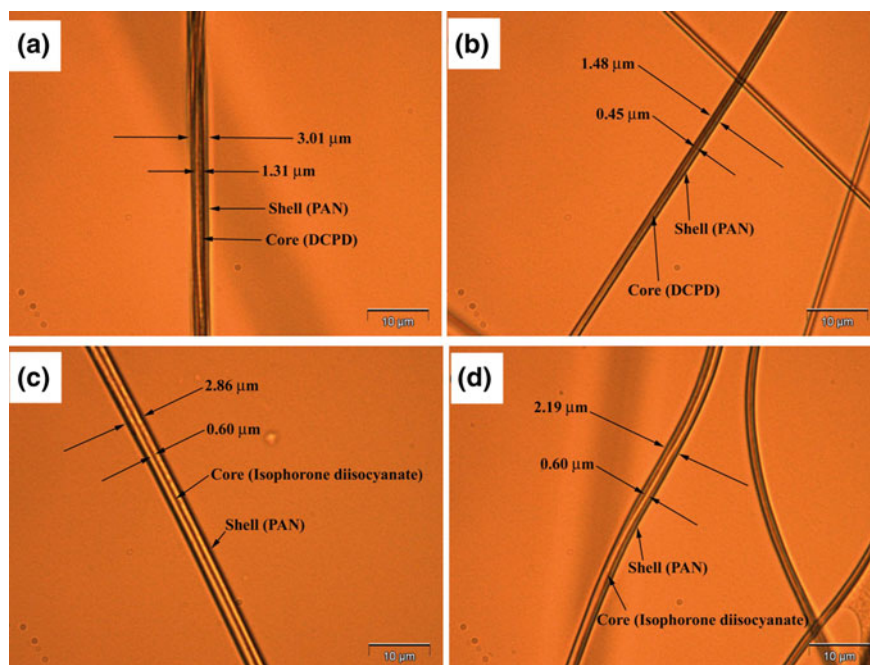 (a)
3.01 µm
1.31 µm
Shell (PAN)
Core (DCPD)
10 µm
(b)
1.48 µm
0.45 µm
Shell (PAN)
Core (DCPD)
10 µm
(c)
2.86 µm
0.60 µm
Core (Isophorone diisocyanate)
Shell (PAN)
10 µm
(d)
2.19 µm
0.60 µm
Shell (PAN)
Core (Isophorone diisocyanate)
10 µm